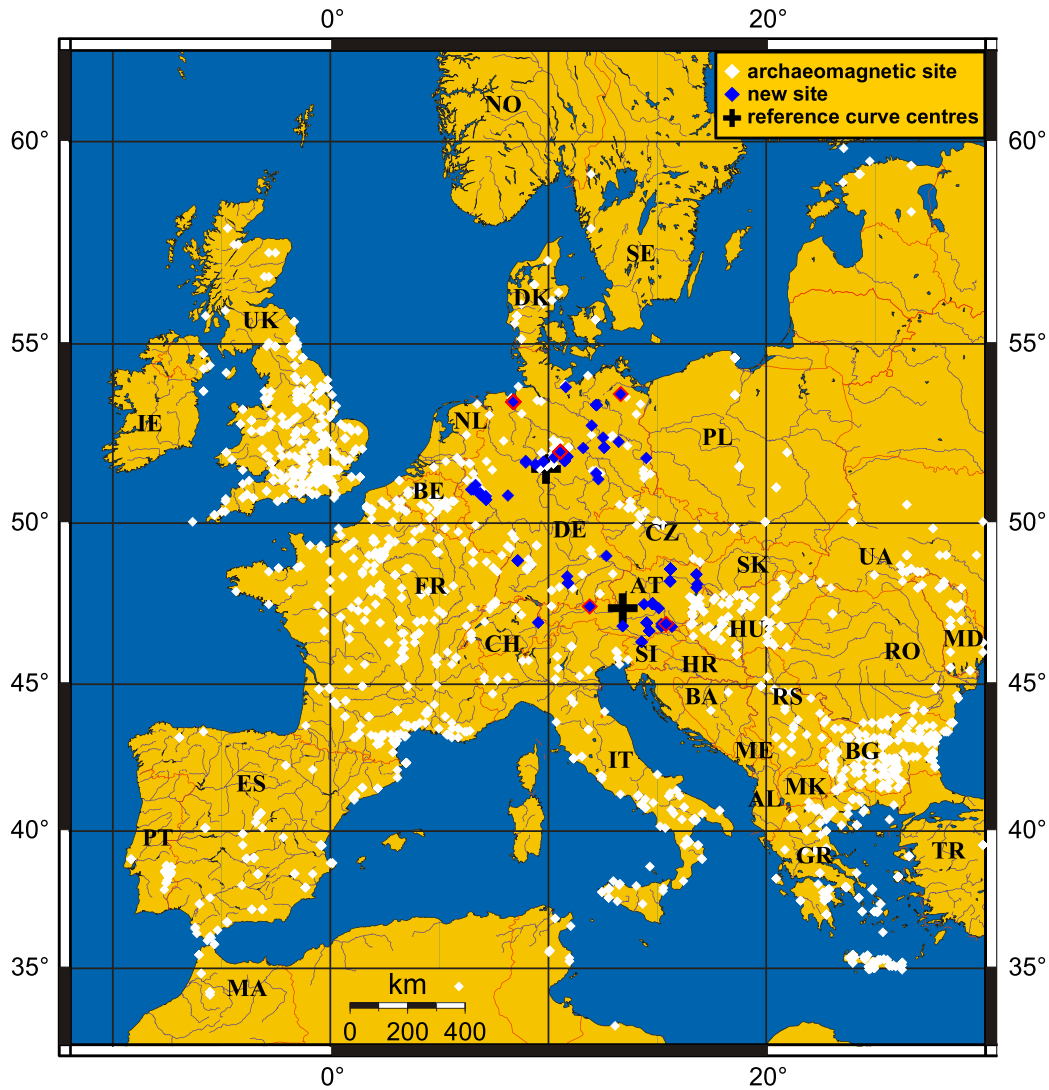 0° 20°
archaeomagnetic site
new site
reference curve centres
NO
60° 60°
SE
DK
UK
55° 55°
IE
NL
PL
BE
50° 50°
DE
CZ
UA
SK
FR
AT
HU
CH
MD
SI
RO
HR
45° 45°
BA
RS
ME
BG
IT
ES
MK
AL
40° 40°
PT
GR
TR
35° 35°
MA
km
0 200 400
0° 20°